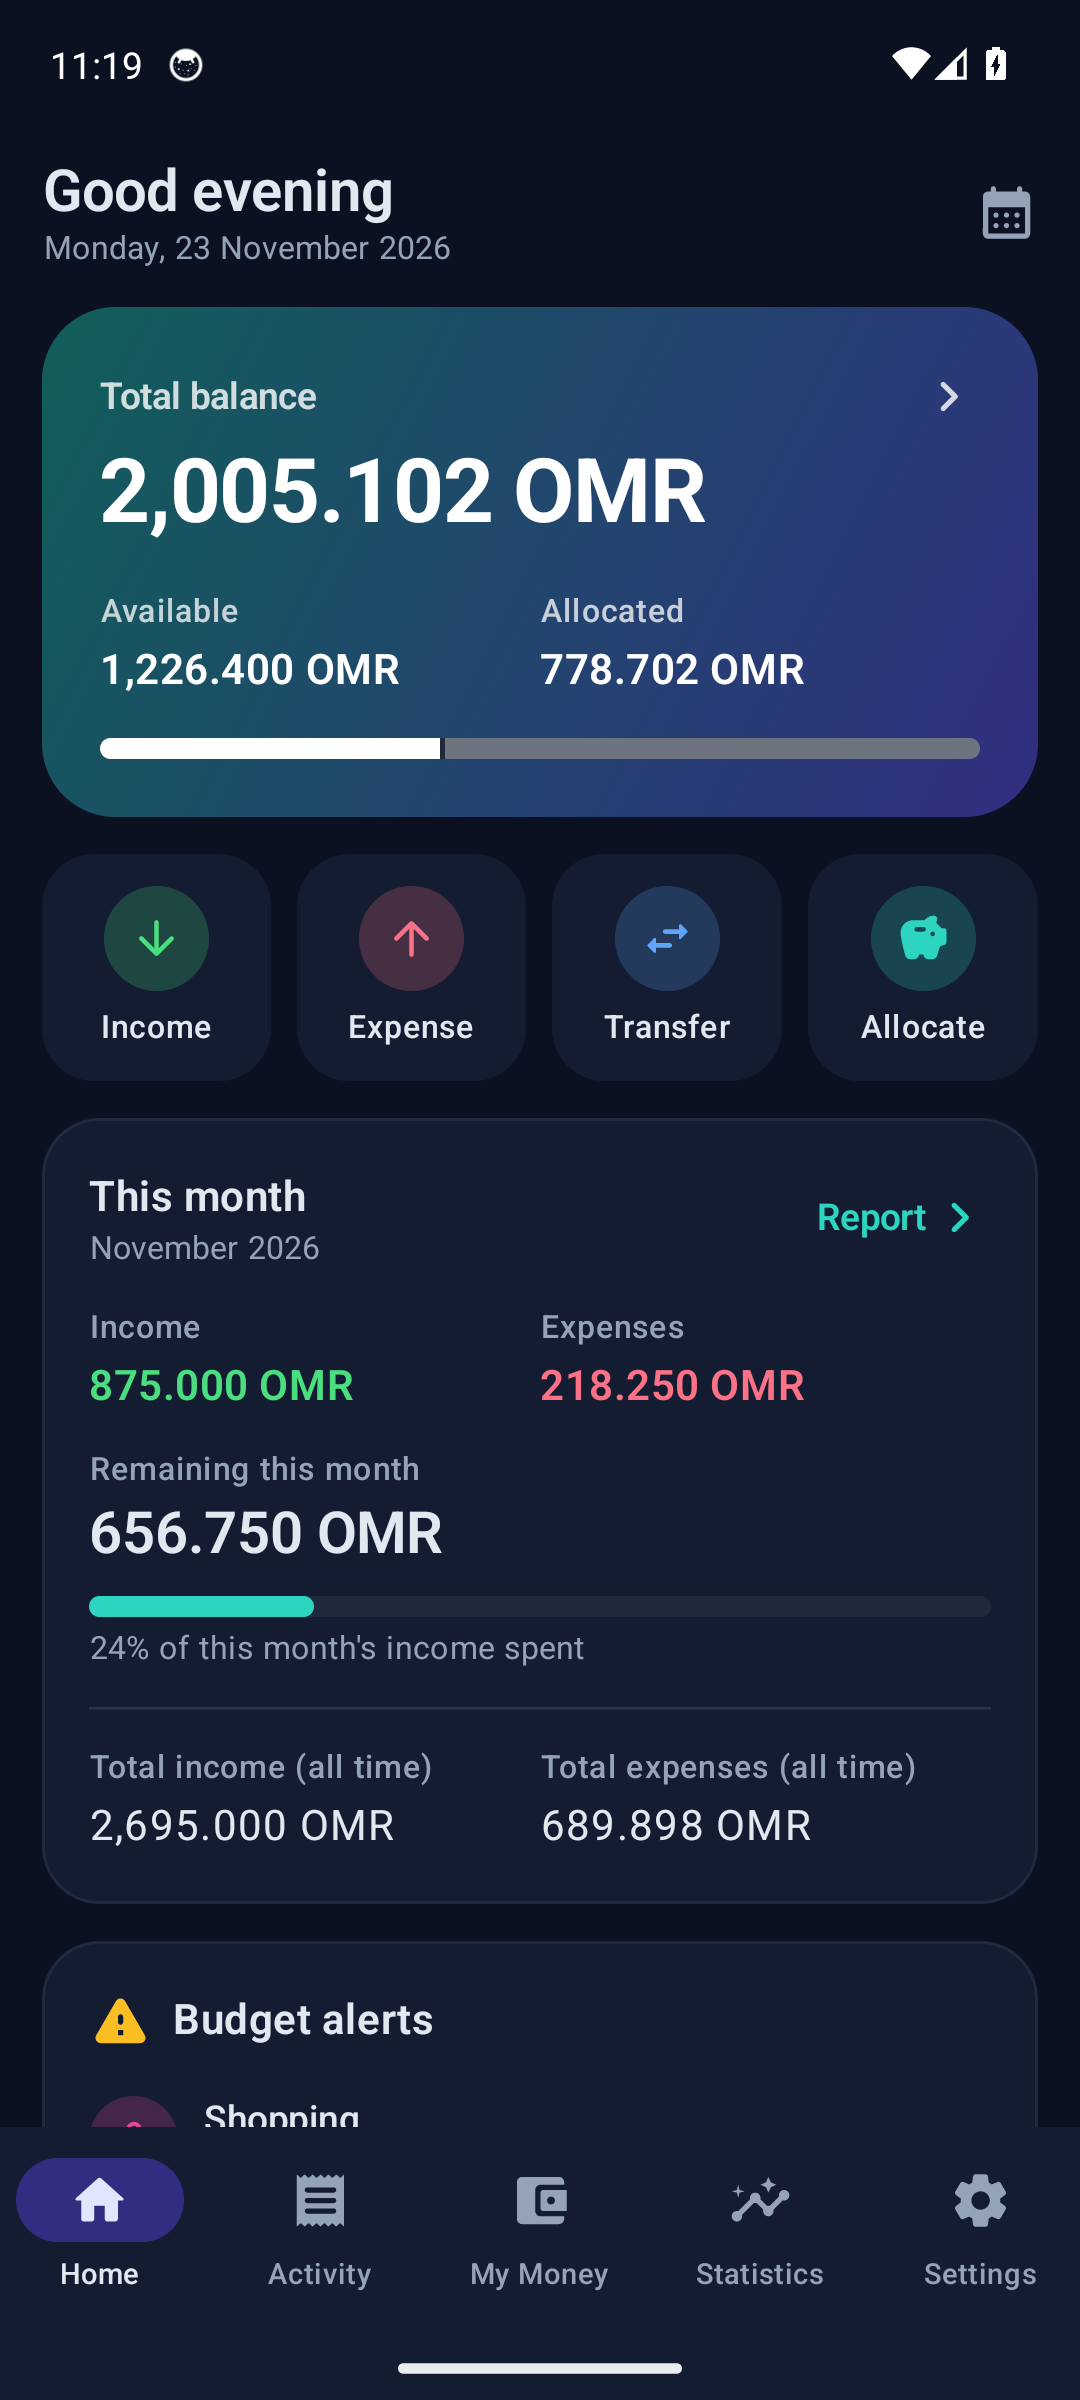 11:19
Good evening
Monday, 23 November 2026
Total balance
2,005.102 OMR
Available
Allocated
1,226.400 OMR
778.702 OMR
Income
Expense
Transfer
Allocate
This month
November 2026
Report
Income
Expenses
875.000 OMR
218.250 OMR
Remaining this month
656.750 OMR
24% of this month's income spent
Total income (all time)
Total expenses (all time)
2,695.000 OMR
689.898 OMR
Budget alerts
Shopping
Home
Activity
My Money
Statistics
Settings